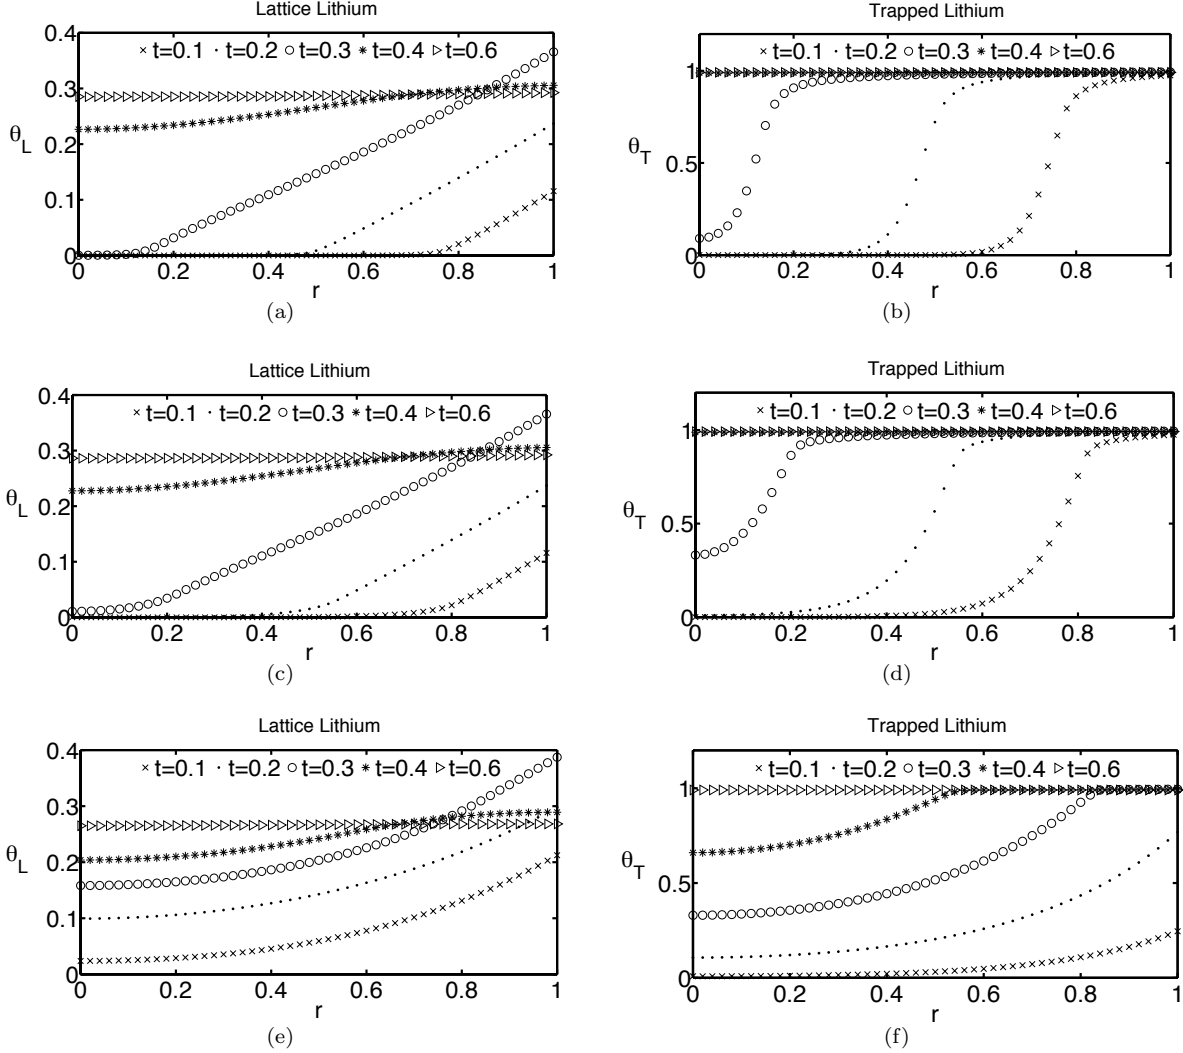 Lattice Lithium
0.4
× t=0.1 · t=0.2 ○ t=0.3 ∗ t=0.4 ▷ t=0.6
0.3
θL
0.2
0.1
0
0 0.2 0.4 0.6 0.8 1
r
(a)
Trapped Lithium
× t=0.1 · t=0.2 ○ t=0.3 ∗ t=0.4 ▷ t=0.6
1
θT
0.5
0
0 0.2 0.4 0.6 0.8 1
r
(b)
Lattice Lithium
0.4
× t=0.1 · t=0.2 ○ t=0.3 ∗ t=0.4 ▷ t=0.6
0.3
θL
0.2
0.1
0
0 0.2 0.4 0.6 0.8 1
r
(c)
Trapped Lithium
× t=0.1 · t=0.2 ○ t=0.3 ∗ t=0.4 ▷ t=0.6
1
θT
0.5
0
0 0.2 0.4 0.6 0.8 1
r
(d)
Lattice Lithium
0.4
× t=0.1 · t=0.2 ○ t=0.3 ∗ t=0.4 ▷ t=0.6
0.3
θL
0.2
0.1
0
0 0.2 0.4 0.6 0.8 1
r
(e)
Trapped Lithium
× t=0.1 · t=0.2 ○ t=0.3 ∗ t=0.4 ▷ t=0.6
1
θT
0.5
0
0 0.2 0.4 0.6 0.8 1
r
(f)